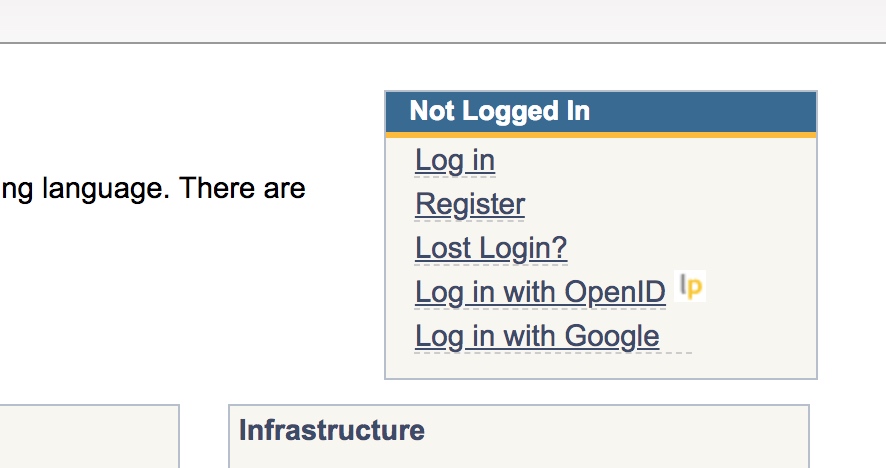 Not Logged In
Log in
ng language. There are
Register
Lost Login?
Log in with OpenID lp
Log in with Google
Infrastructure